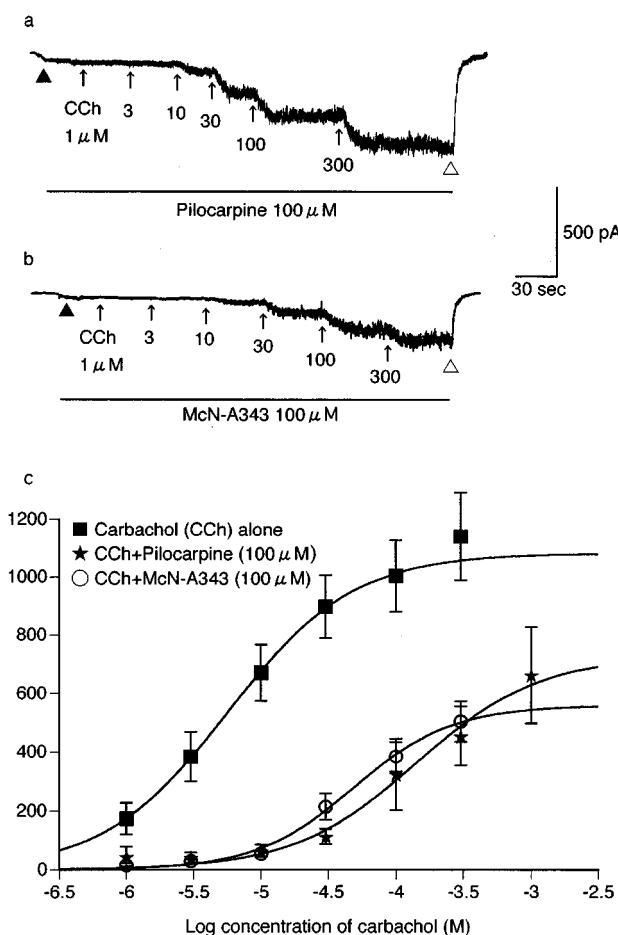 a
CCh
1 μM
3
10
30
100
300
Pilocarpine 100 μM
500 pA
30 sec
b
CCh
1 μM
3
10
30
100
300
McN-A343 100 μM
c
1200
1000
800
600
400
200
0
Carbachol (CCh) alone
CCh+Pilocarpine (100 μM)
CCh+McN-A343 (100 μM)
-6.5 -6 -5.5 -5 -4.5 -4 -3.5 -3 -2.5
Log concentration of carbachol (M)